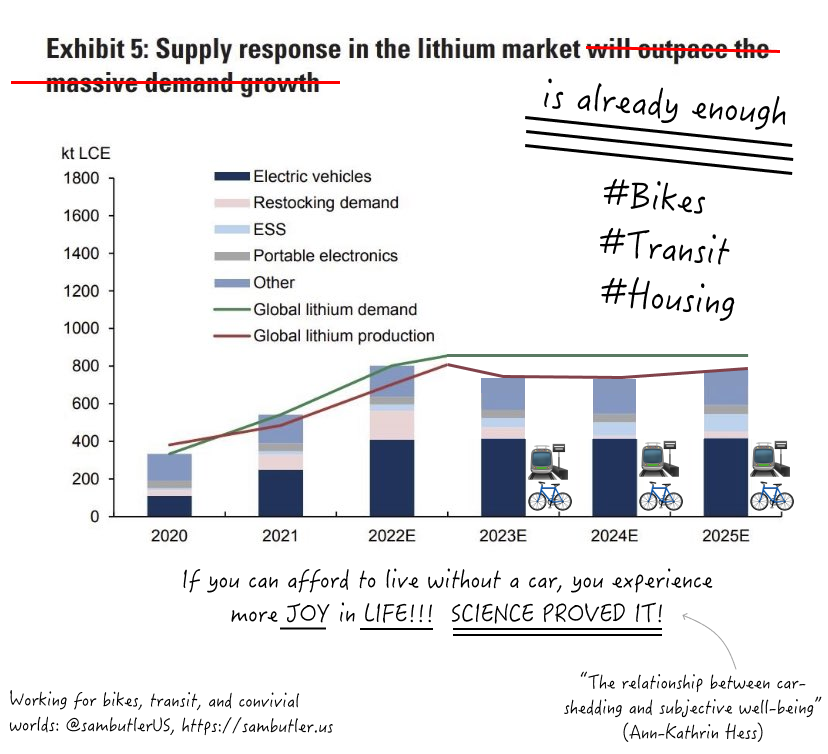 Exhibit 5: Supply response in the lithium market will outpace the
massive demand growth
is already enough
#Bikes
#Transit
#Housing
kt LCE
1800
1600
1400
1200
1000
800
600
400
200
0
Electric vehicles
Restocking demand
ESS
Portable electronics
Other
Global lithium demand
Global lithium production
2020 2021 2022E 2023E 2024E 2025E
If you can afford to live without a car, you experience
more JOY in LIFE!!! SCIENCE PROVED IT!
"The relationship between car-
shedding and subjective well-being"
(Ann-Kathrin Hess)
Working for bikes, transit, and convivial
worlds: @sambutlerUS, https://sambutler.us